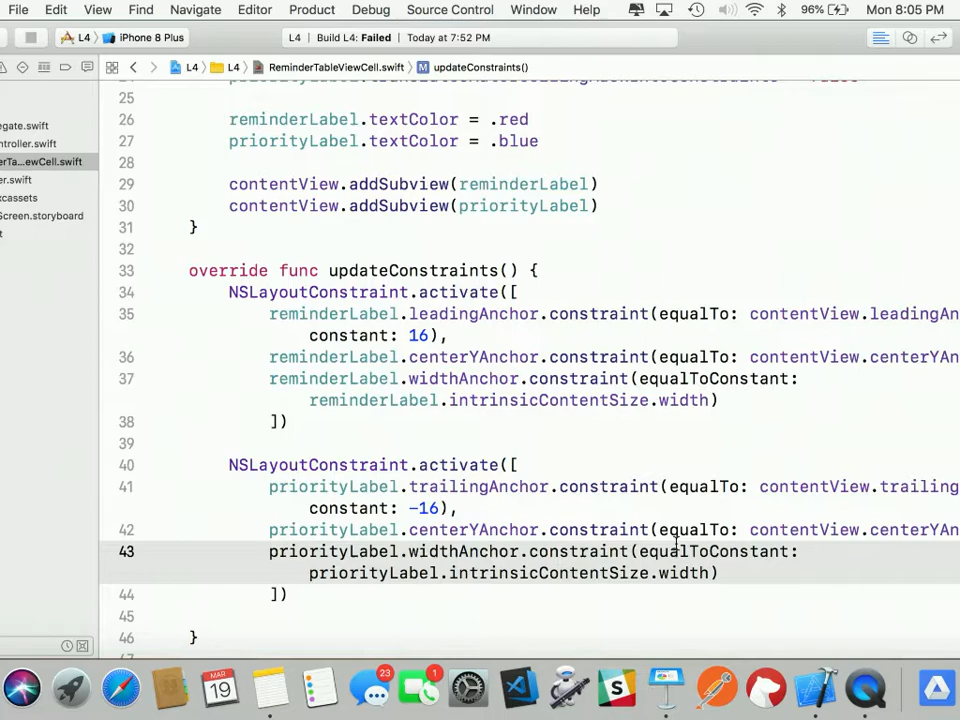 File Edit View Find Navigate Editor Product Debug Source Control Window Help 96% Mon 8:05 PM
L4 iPhone 8 Plus L4 Build L4: Failed Today at 7:52 PM
L4 L4 ReminderTableViewCell.swift M updateConstraints()
25
egate.swift
26 reminderLabel.textColor = .red
ntroller.swift
27 priorityLabel.textColor = .blue
erTa...ewCell.swift
28
er.swift
29 contentView.addSubview(reminderLabel)
xcassets
30 contentView.addSubview(priorityLabel)
Screen.storyboard
31 }
t
32
33 override func updateConstraints() {
34 NSLayoutConstraint.activate([
35 reminderLabel.leadingAnchor.constraint(equalTo: contentView.leadingAn
constant: 16),
36 reminderLabel.centerYAnchor.constraint(equalTo: contentView.centerYAn
37 reminderLabel.widthAnchor.constraint(equalToConstant:
reminderLabel.intrinsicContentSize.width)
38 ])
39
40 NSLayoutConstraint.activate([
41 priorityLabel.trailingAnchor.constraint(equalTo: contentView.trailing
constant: -16),
42 priorityLabel.centerYAnchor.constraint(equalTo: contentView.centerYAn
43 priorityLabel.widthAnchor.constraint(equalToConstant:
priorityLabel.intrinsicContentSize.width)
44 ])
45
46 }
MAR
19
23
1